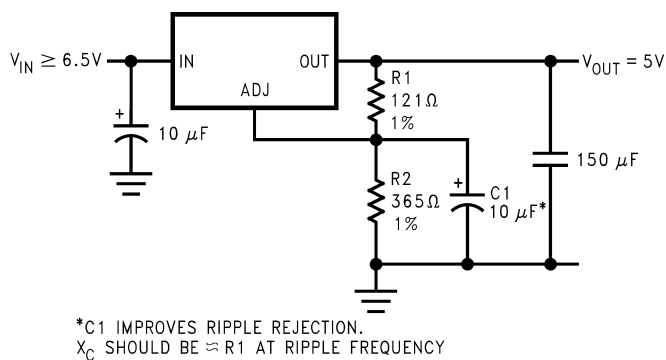 V_IN ≥ 6.5V
IN
OUT
ADJ
V_OUT = 5V
R1
121Ω
1%
+
10 μF
R2
365Ω
1%
+
C1
10 μF*
150 μF
*C1 IMPROVES RIPPLE REJECTION.
X_C SHOULD BE ≈ R1 AT RIPPLE FREQUENCY